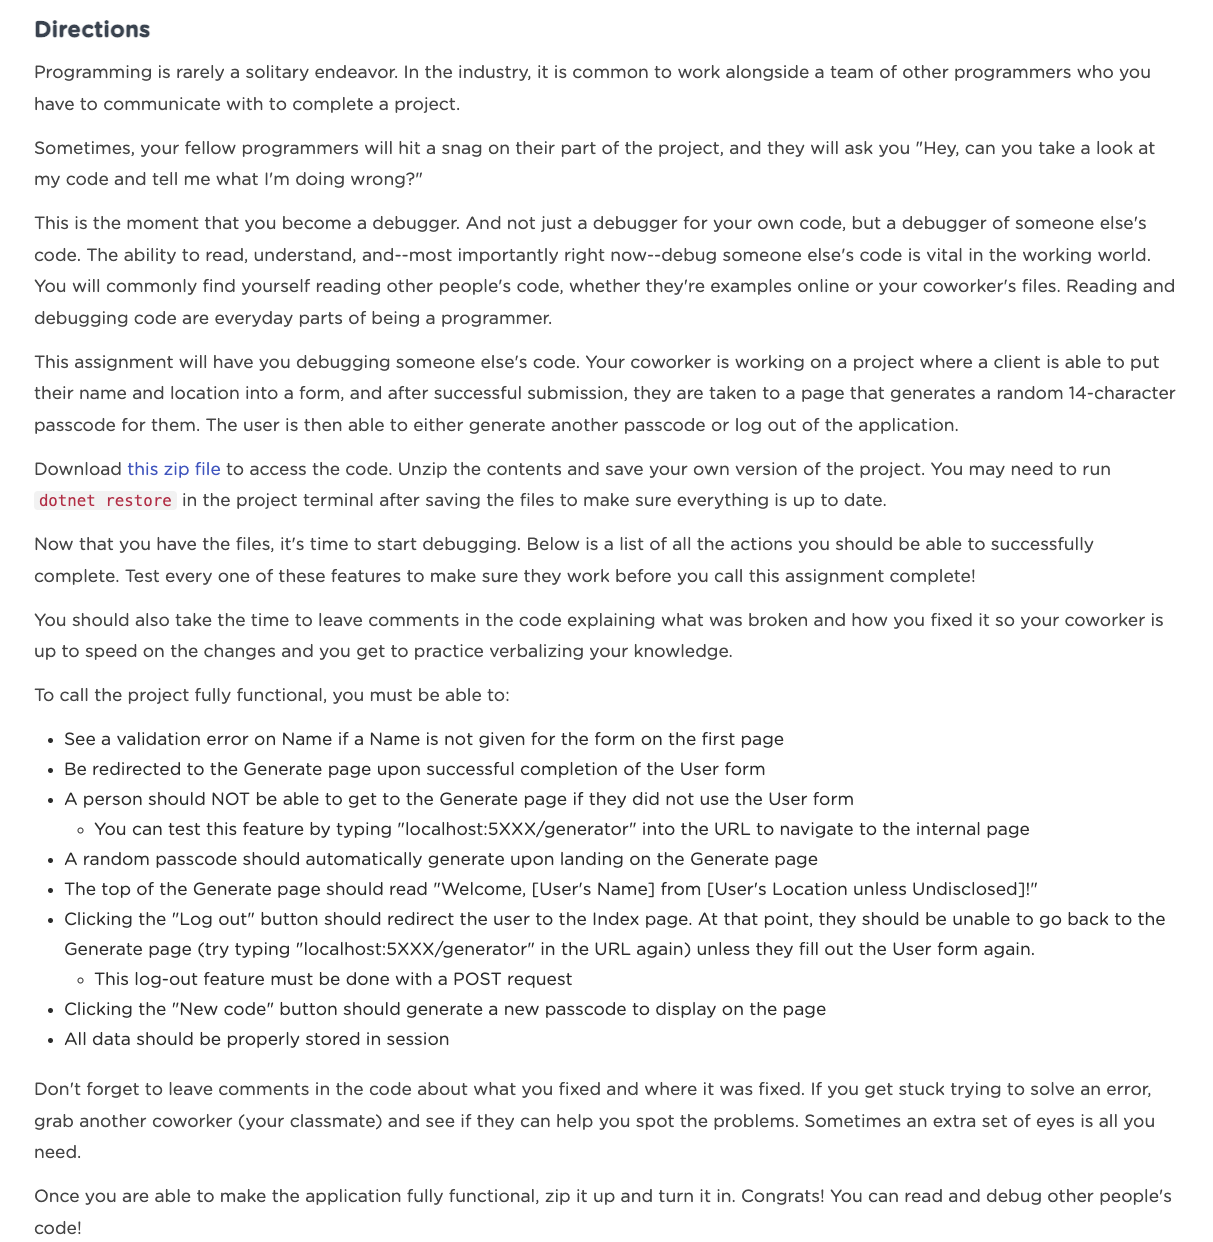 Directions
Programming is rarely a solitary endeavor. In the industry, it is common to work alongside a team of other programmers who you
have to communicate with to complete a project.
Sometimes, your fellow programmers will hit a snag on their part of the project, and they will ask you "Hey, can you take a look at
my code and tell me what I'm doing wrong?"
This is the moment that you become a debugger. And not just a debugger for your own code, but a debugger of someone else's
code. The ability to read, understand, and--most importantly right now--debug someone else's code is vital in the working world.
You will commonly find yourself reading other people's code, whether they're examples online or your coworker's files. Reading and
debugging code are everyday parts of being a programmer.
This assignment will have you debugging someone else's code. Your coworker is working on a project where a client is able to put
their name and location into a form, and after successful submission, they are taken to a page that generates a random 14-character
passcode for them. The user is then able to either generate another passcode or log out of the application.
Download this zip file to access the code. Unzip the contents and save your own version of the project. You may need to run
dotnet restore in the project terminal after saving the files to make sure everything is up to date.
Now that you have the files, it's time to start debugging. Below is a list of all the actions you should be able to successfully
complete. Test every one of these features to make sure they work before you call this assignment complete!
You should also take the time to leave comments in the code explaining what was broken and how you fixed it so your coworker is
up to speed on the changes and you get to practice verbalizing your knowledge.
To call the project fully functional, you must be able to:
• See a validation error on Name if a Name is not given for the form on the first page
• Be redirected to the Generate page upon successful completion of the User form
• A person should NOT be able to get to the Generate page if they did not use the User form
◦ You can test this feature by typing "localhost:5XXX/generator" into the URL to navigate to the internal page
• A random passcode should automatically generate upon landing on the Generate page
• The top of the Generate page should read "Welcome, [User's Name] from [User's Location unless Undisclosed]!"
• Clicking the "Log out" button should redirect the user to the Index page. At that point, they should be unable to go back to the
Generate page (try typing "localhost:5XXX/generator" in the URL again) unless they fill out the User form again.
◦ This log-out feature must be done with a POST request
• Clicking the "New code" button should generate a new passcode to display on the page
• All data should be properly stored in session
Don't forget to leave comments in the code about what you fixed and where it was fixed. If you get stuck trying to solve an error,
grab another coworker (your classmate) and see if they can help you spot the problems. Sometimes an extra set of eyes is all you
need.
Once you are able to make the application fully functional, zip it up and turn it in. Congrats! You can read and debug other people's
code!